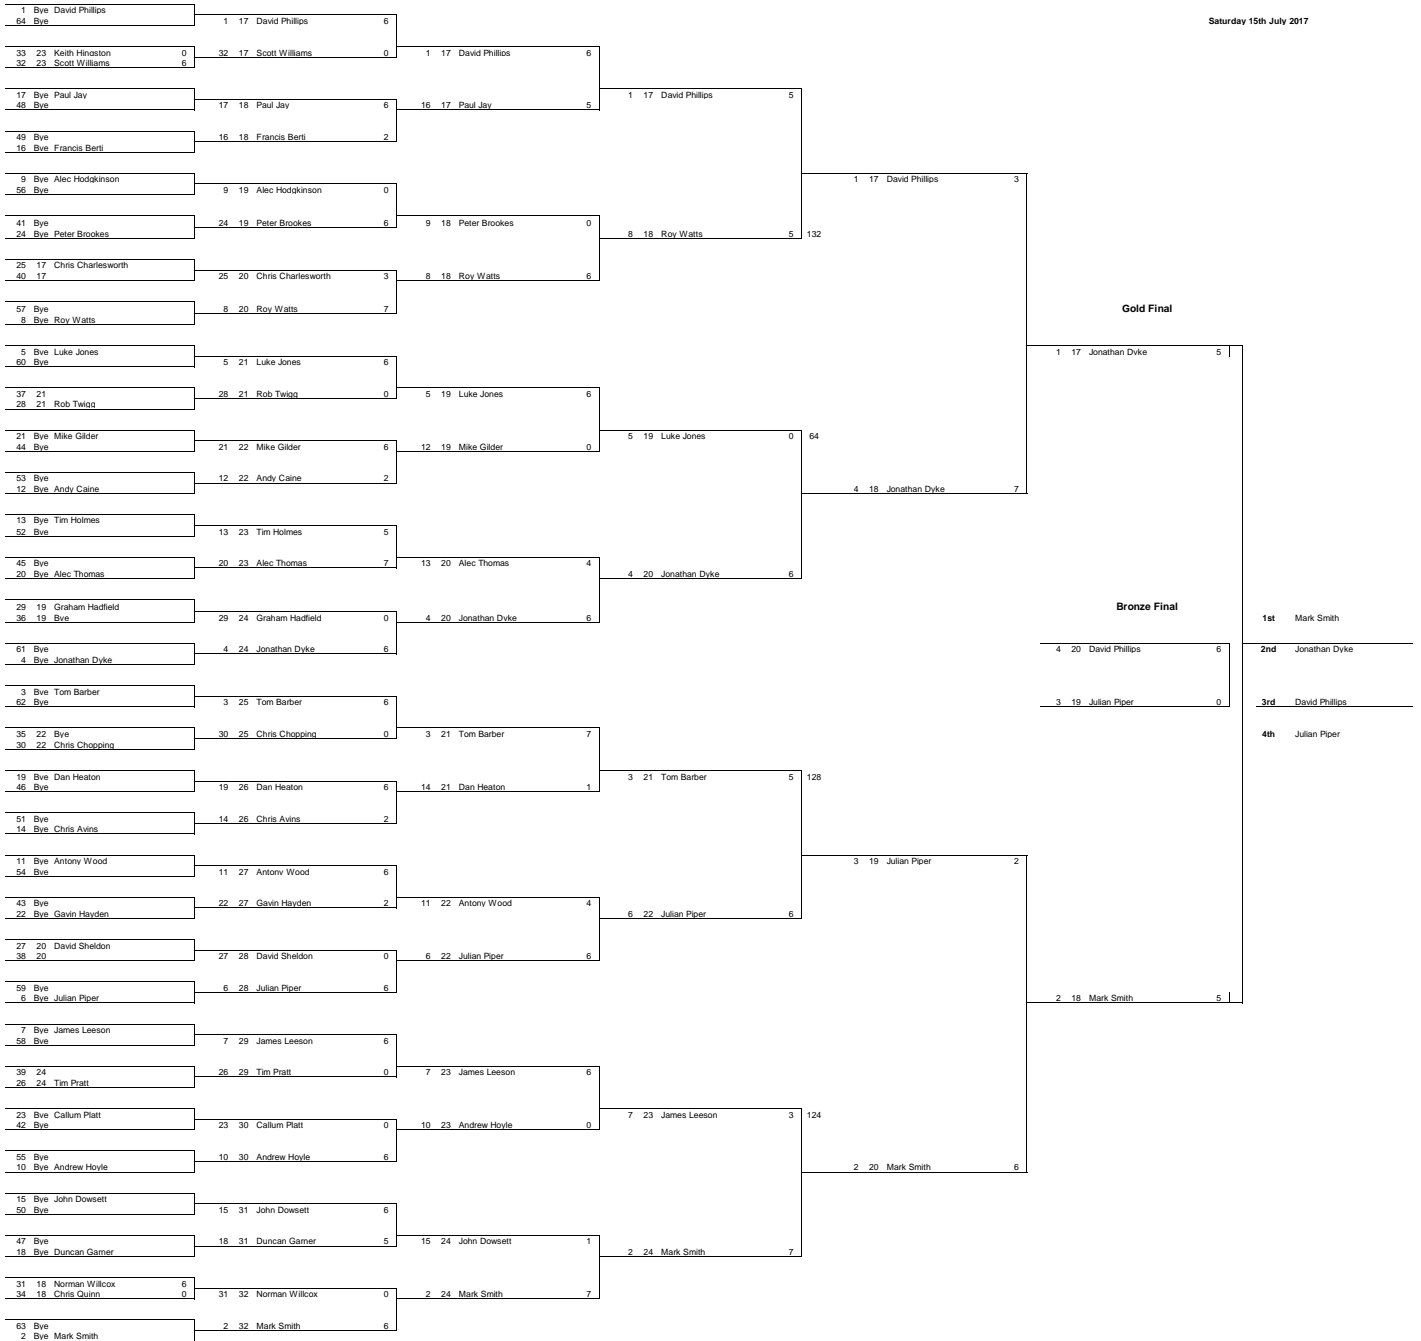 Saturday 15th July 2017
1 Bye David Phillips
64 Bye
33 23 Keith Hingston 0
32 23 Scott Williams 6
17 Bye Paul Jay
48 Bye
49 Bye
16 Bye Francis Berti
9 Bye Alec Hodgkinson
56 Bye
41 Bye
24 Bye Peter Brookes
25 17 Chris Charlesworth
40 17
57 Bye
8 Bye Roy Watts
5 Bye Luke Jones
60 Bye
37 21
28 21 Rob Twigg
21 Bye Mike Gilder
44 Bye
53 Bye
12 Bye Andy Caine
13 Bye Tim Holmes
52 Bye
45 Bye
20 Bye Alec Thomas
29 19 Graham Hadfield
36 19 Bye
61 Bye
4 Bye Jonathan Dyke
3 Bye Tom Barber
62 Bye
35 22 Bye
30 22 Chris Chopping
19 Bye Dan Heaton
46 Bye
51 Bye
14 Bye Chris Avins
11 Bye Antony Wood
54 Bye
43 Bye
22 Bye Gavin Hayden
27 20 David Sheldon
38 20
59 Bye
6 Bye Julian Piper
7 Bye James Leeson
58 Bye
39 24
26 24 Tim Pratt
23 Bye Callum Platt
42 Bye
55 Bye
10 Bye Andrew Hoyle
15 Bye John Dowsett
50 Bye
47 Bye
18 Bye Duncan Garner
31 18 Norman Willcox 6
34 18 Chris Quinn 0
63 Bye
2 Bye Mark Smith
1 17 David Phillips 6
32 17 Scott Williams 0
17 18 Paul Jay 6
16 18 Francis Berti 2
9 19 Alec Hodgkinson 0
24 19 Peter Brookes 6
25 20 Chris Charlesworth 3
8 20 Roy Watts 7
5 21 Luke Jones 6
28 21 Rob Twigg 0
21 22 Mike Gilder 6
12 22 Andy Caine 2
13 23 Tim Holmes 5
20 23 Alec Thomas 7
29 24 Graham Hadfield 0
4 24 Jonathan Dyke 6
3 25 Tom Barber 6
30 25 Chris Chopping 0
19 26 Dan Heaton 6
14 26 Chris Avins 2
11 27 Antony Wood 6
22 27 Gavin Hayden 2
27 28 David Sheldon 0
6 28 Julian Piper 6
7 29 James Leeson 6
26 29 Tim Pratt 0
23 30 Callum Platt 0
10 30 Andrew Hoyle 6
15 31 John Dowsett 6
18 31 Duncan Garner 5
31 32 Norman Willcox 0
2 32 Mark Smith 6
1 17 David Phillips 6
16 17 Paul Jay 5
9 18 Peter Brookes 0
8 18 Roy Watts 6
5 19 Luke Jones 6
12 19 Mike Gilder 0
13 20 Alec Thomas 4
4 20 Jonathan Dyke 6
3 21 Tom Barber 7
14 21 Dan Heaton 1
11 22 Antony Wood 4
6 22 Julian Piper 6
7 23 James Leeson 6
10 23 Andrew Hoyle 0
15 24 John Dowsett 1
2 24 Mark Smith 7
1 17 David Phillips 5
8 18 Roy Watts 5 132
5 19 Luke Jones 0 64
4 20 Jonathan Dyke 6
3 21 Tom Barber 5 128
6 22 Julian Piper 6
7 23 James Leeson 3 124
2 24 Mark Smith 7
1 17 David Phillips 3
4 18 Jonathan Dyke 7
3 19 Julian Piper 2
2 20 Mark Smith 6
Gold Final
1 17 Jonathan Dyke 5
2 18 Mark Smith 5
Bronze Final
4 20 David Phillips 6
3 19 Julian Piper 0
1st Mark Smith
2nd Jonathan Dyke
3rd David Phillips
4th Julian Piper